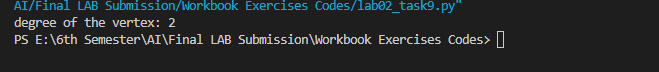 AI/Final LAB Submission/Workbook Exercises Codes/lab02_task9.py"
degree of the vertex: 2
PS E:\6th Semester\AI\Final LAB Submission\Workbook Exercises Codes>